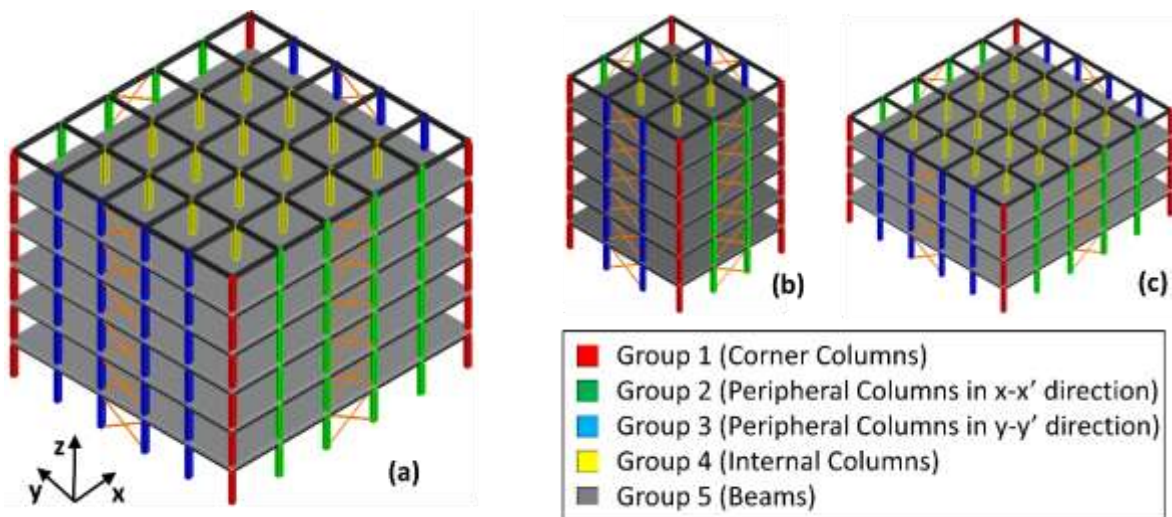 z
y
x
(a)
(b)
(c)
Group 1 (Corner Columns)
Group 2 (Peripheral Columns in x-x' direction)
Group 3 (Peripheral Columns in y-y' direction)
Group 4 (Internal Columns)
Group 5 (Beams)